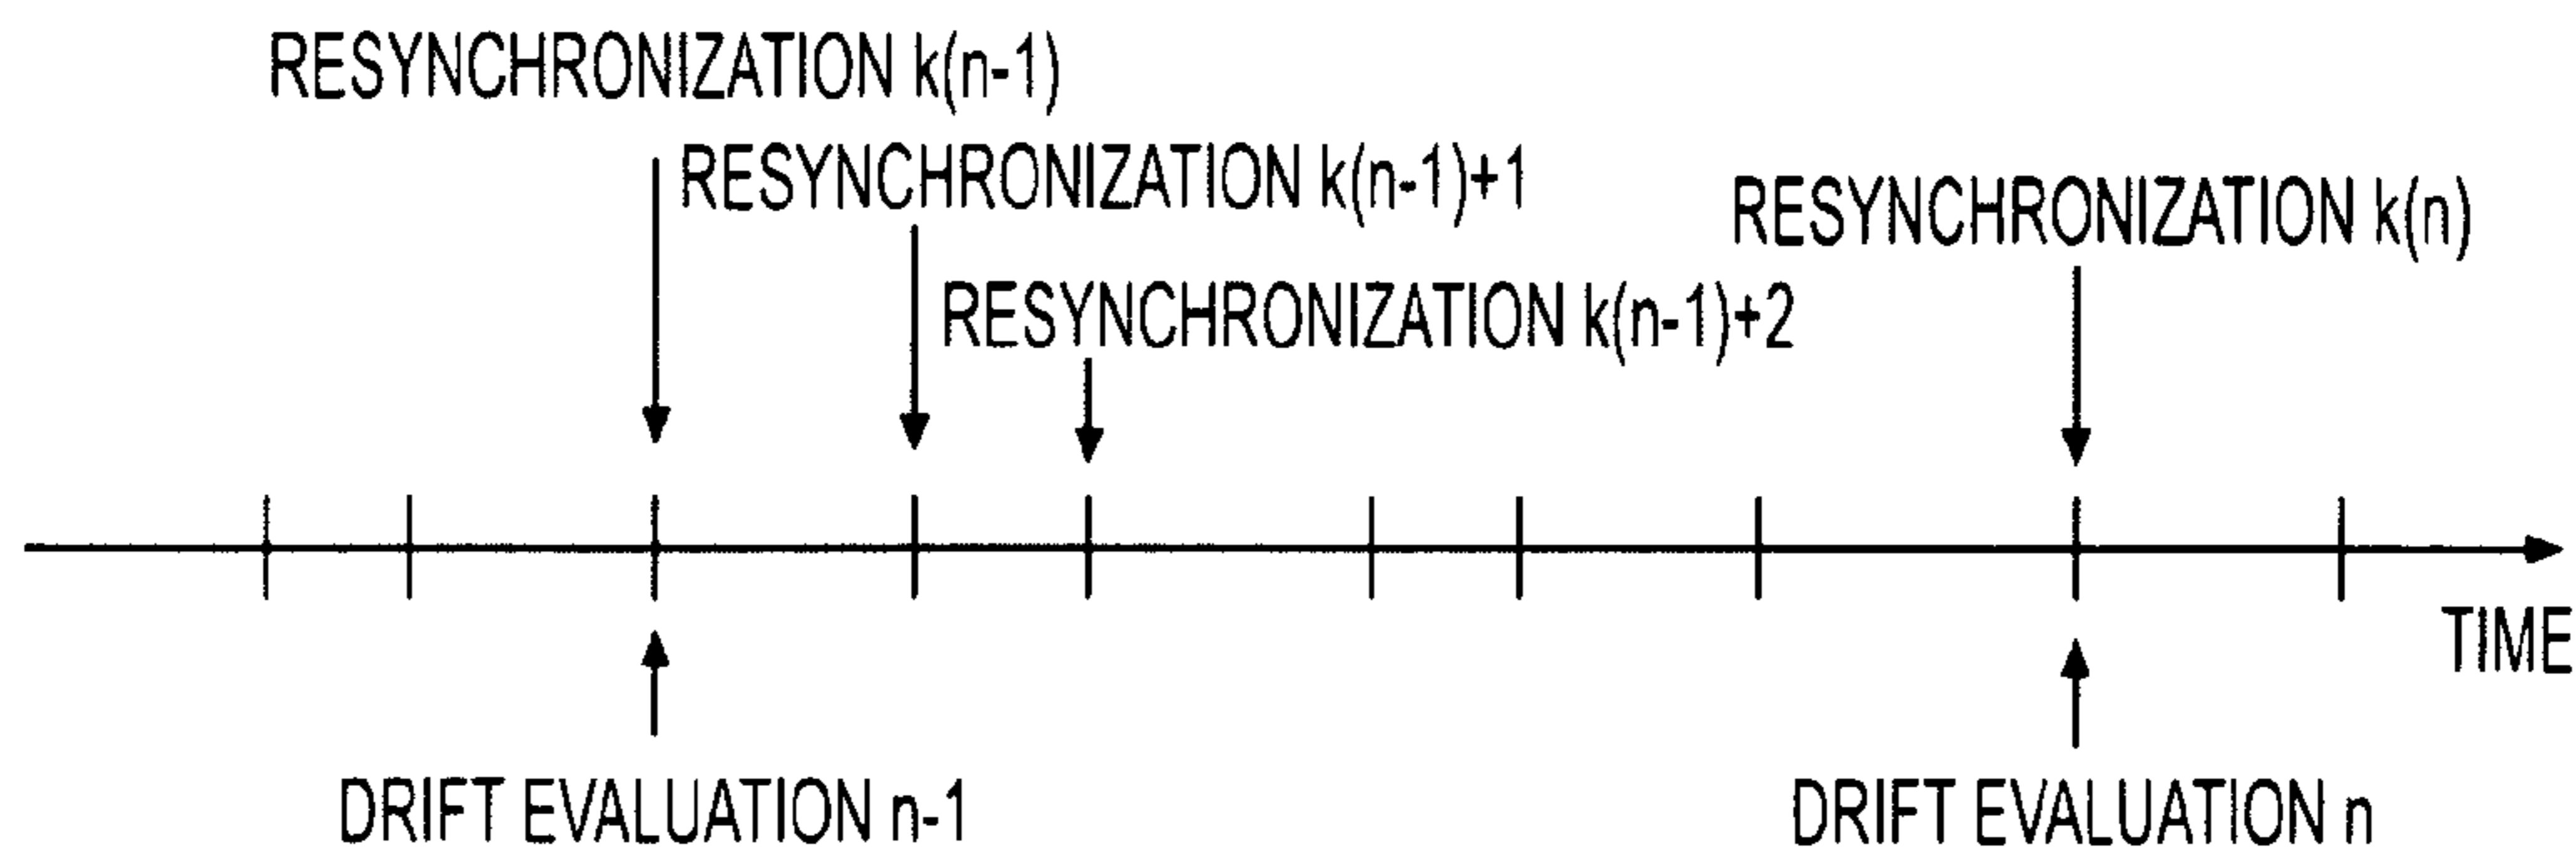 RESYNCHRONIZATION k(n-1)
RESYNCHRONIZATION k(n-1)+1
RESYNCHRONIZATION k(n)
RESYNCHRONIZATION k(n-1)+2
TIME
DRIFT EVALUATION n-1
DRIFT EVALUATION n